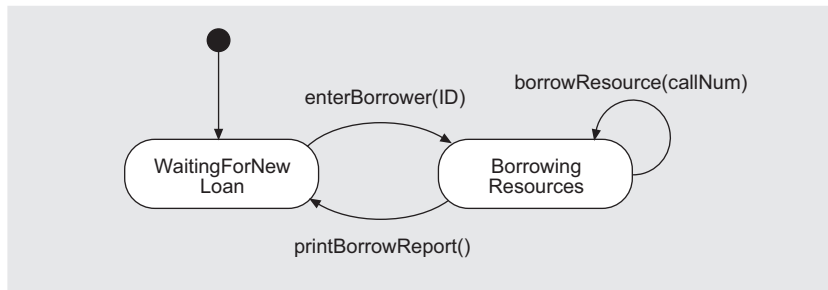 enterBorrower(ID)
borrowResource(callNum)
WaitingForNew
Loan
Borrowing
Resources
printBorrowReport()